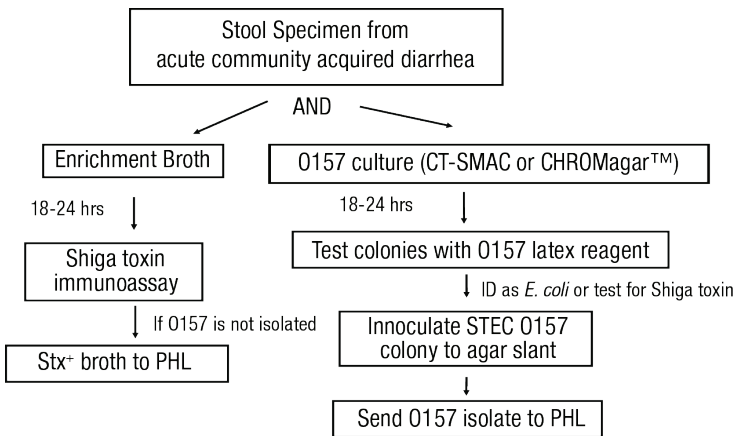 Stool Specimen from
acute community acquired diarrhea
AND
Enrichment Broth
O157 culture (CT-SMAC or CHROMagar™)
18-24 hrs
18-24 hrs
Shiga toxin
immunoassay
Test colonies with O157 latex reagent
ID as E. coli or test for Shiga toxin
If O157 is not isolated
Innoculate STEC O157
colony to agar slant
Stx⁺ broth to PHL
Send O157 isolate to PHL